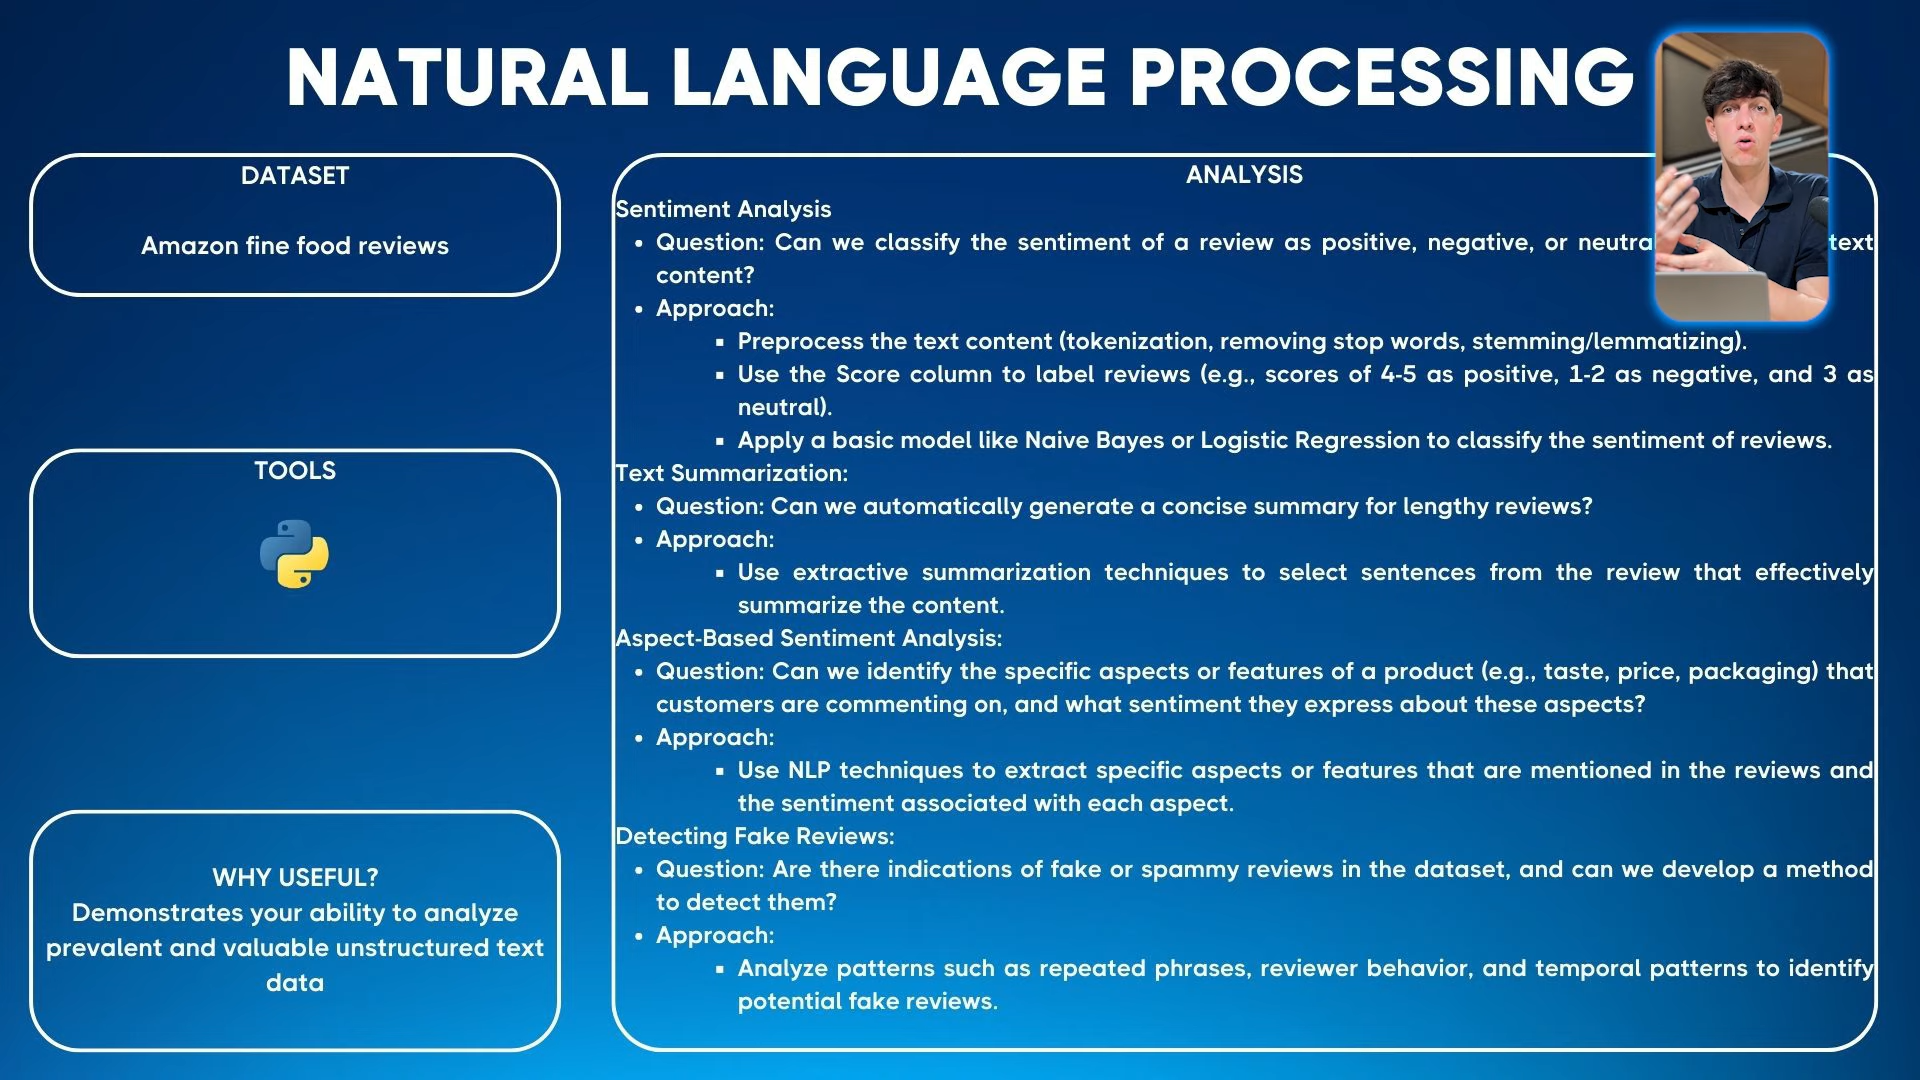 NATURAL LANGUAGE PROCESSING
DATASET
Amazon fine food reviews
TOOLS
WHY USEFUL?
Demonstrates your ability to analyze
prevalent and valuable unstructured text
data
ANALYSIS
Sentiment Analysis
• Question: Can we classify the sentiment of a review as positive, negative, or text
content?
• Approach:
▪ Preprocess the text content (tokenization, removing stop words, stemming/lemmatizing).
▪ Use the Score column to label reviews (e.g., scores of 4-5 as positive, 1-2 as negative, and 3 as
neutral).
▪ Apply a basic model like Naive Bayes or Logistic Regression to classify the sentiment of reviews.
Text Summarization:
• Question: Can we automatically generate a concise summary for lengthy reviews?
• Approach:
▪ Use extractive summarization techniques to select sentences from the review that effectively
summarize the content.
Aspect-Based Sentiment Analysis:
• Question: Can we identify the specific aspects or features of a product (e.g., taste, price, packaging) that
customers are commenting on, and what sentiment they express about these aspects?
• Approach:
▪ Use NLP techniques to extract specific aspects or features that are mentioned in the reviews and
the sentiment associated with each aspect.
Detecting Fake Reviews:
• Question: Are there indications of fake or spammy reviews in the dataset, and can we develop a method
to detect them?
• Approach:
▪ Analyze patterns such as repeated phrases, reviewer behavior, and temporal patterns to identify
potential fake reviews.